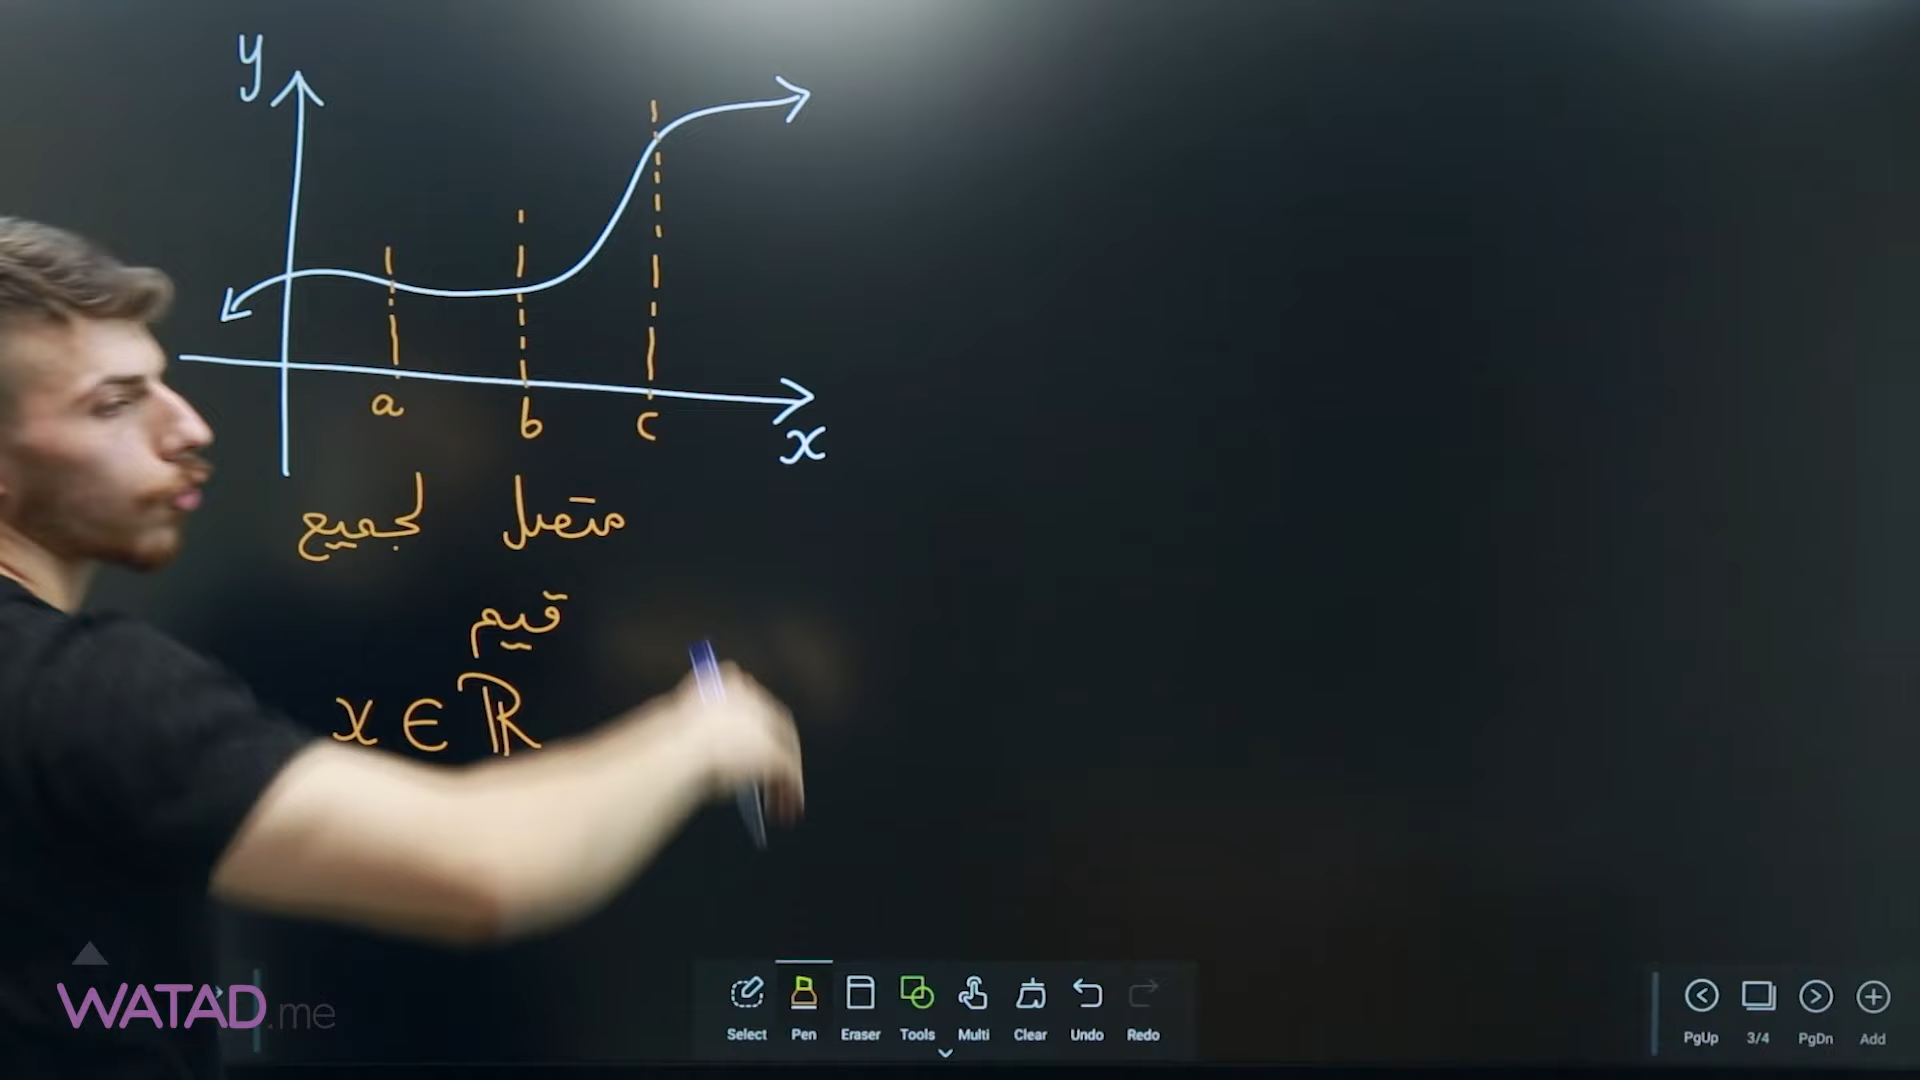 y
a b c
x
متصل لجميع
قيم
x ∈ ℝ
WATAD.me
Select Pen Eraser Tools Multi Clear Undo Redo
PgUp 3/4 PgDn Add